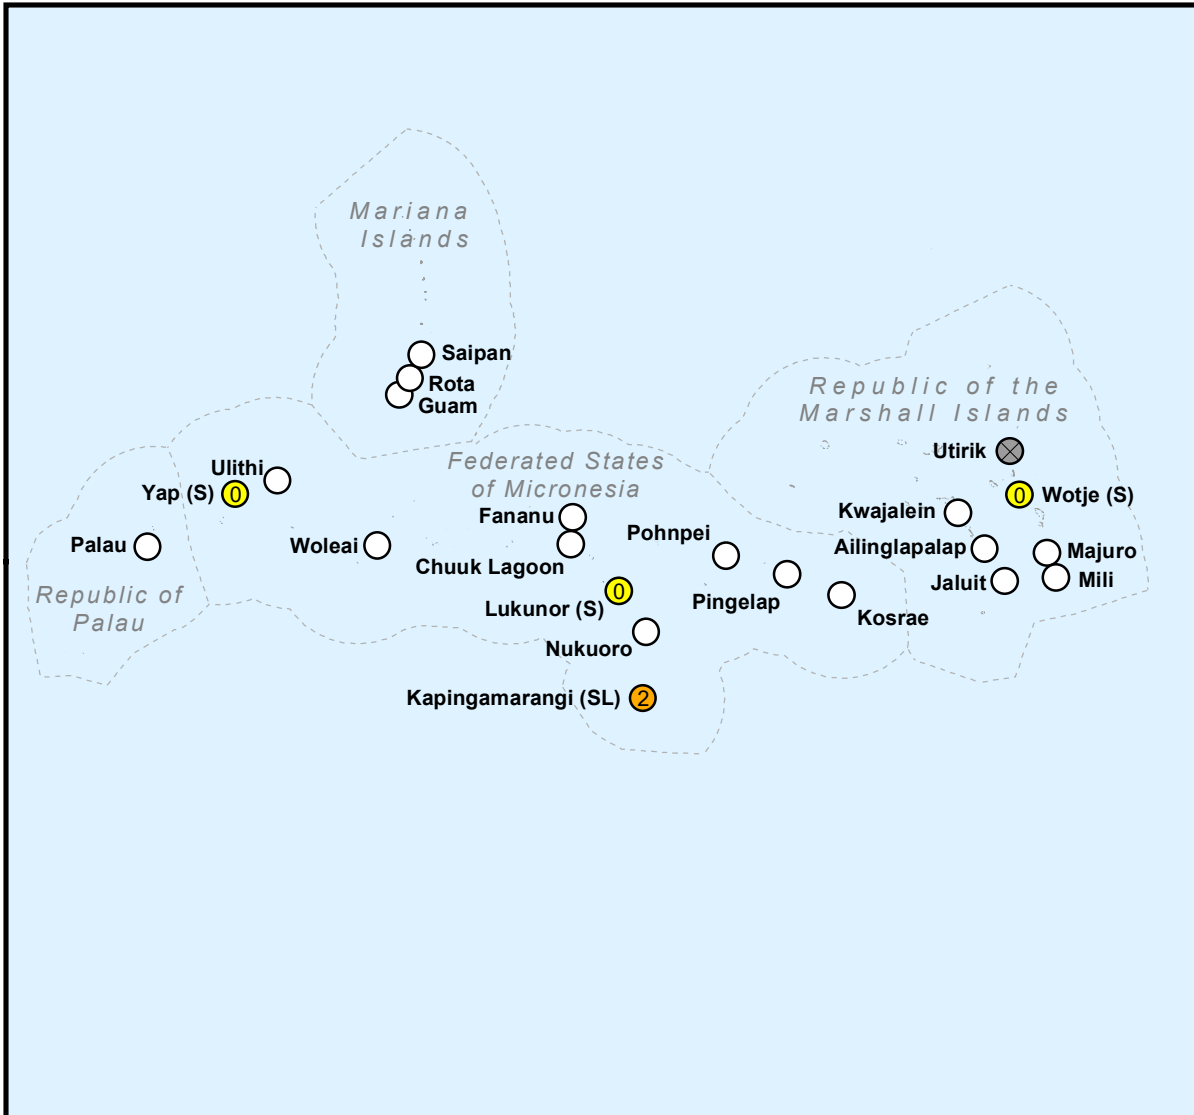 Mariana
Islands
Saipan
Rota
Guam
Republic of the
Marshall Islands
Utirik
Federated States
of Micronesia
Ulithi
Yap (S)
0
0
Wotje (S)
Fananu
Kwajalein
Pohnpei
Palau
Woleai
Chuuk Lagoon
Ailinglapalap
Majuro
Jaluit
Mili
Republic of
Palau
Lukunor (S)
0
Pingelap
Kosrae
Nukuoro
Kapingamarangi (SL)
2